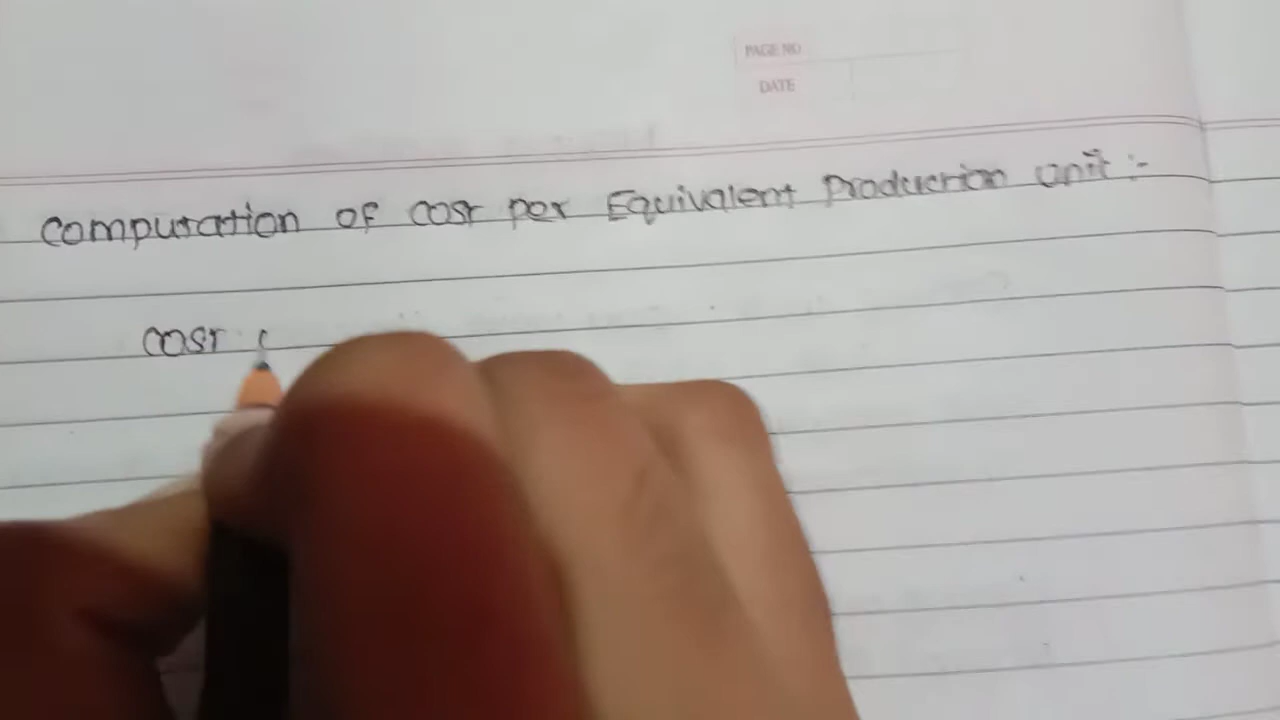 PAGE NO
DATE
Computation of cost per Equivalent Production unit :-
cost